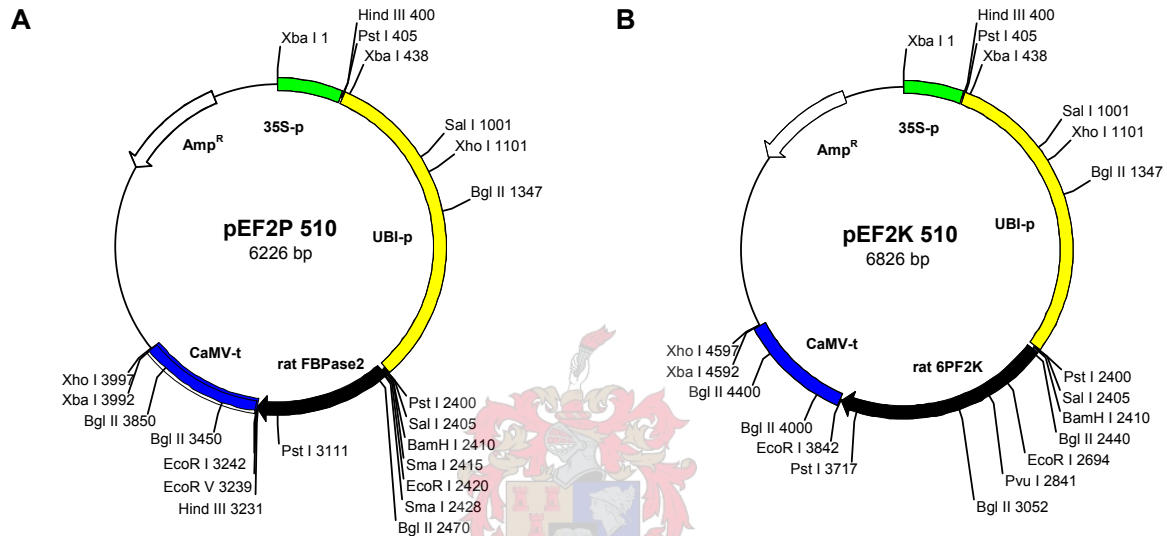 A
Xba I 1
Hind III 400
Pst I 405
Xba I 438
35S-p
Amp^R
Sal I 1001
Xho I 1101
Bgl II 1347
pEF2P 510
6226 bp
UBI-p
CaMV-t
rat FBPase2
Xho I 3997
Xba I 3992
Bgl II 3850
Bgl II 3450
EcoR I 3242
EcoR V 3239
Hind III 3231
Pst I 3111
Pst I 2400
Sal I 2405
BamH I 2410
Sma I 2415
EcoR I 2420
Sma I 2428
Bgl II 2470
B
Xba I 1
Hind III 400
Pst I 405
Xba I 438
35S-p
Amp^R
Sal I 1001
Xho I 1101
Bgl II 1347
pEF2K 510
6826 bp
UBI-p
CaMV-t
rat 6PF2K
Xho I 4597
Xba I 4592
Bgl II 4400
Bgl II 4000
EcoR I 3842
Pst I 3717
Pst I 2400
Sal I 2405
BamH I 2410
Bgl II 2440
EcoR I 2694
Pvu I 2841
Bgl II 3052